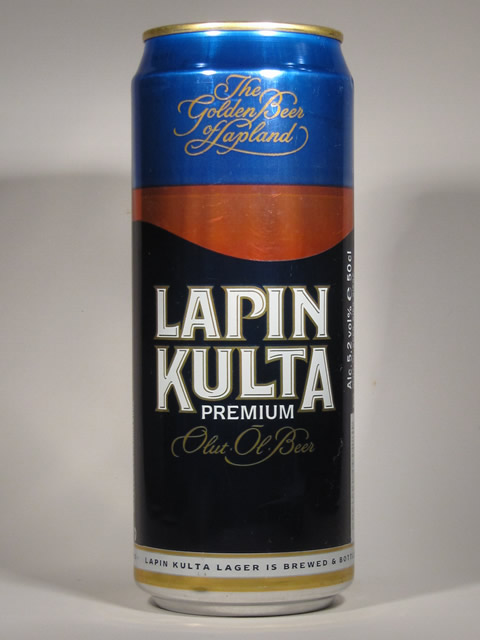 The
Golden Beer
of Lapland
LAPIN
KULTA
PREMIUM
Olut · Öl · Beer
Alc. 5,2 vol% e 50cl
LAPIN KULTA LAGER IS BREWED &